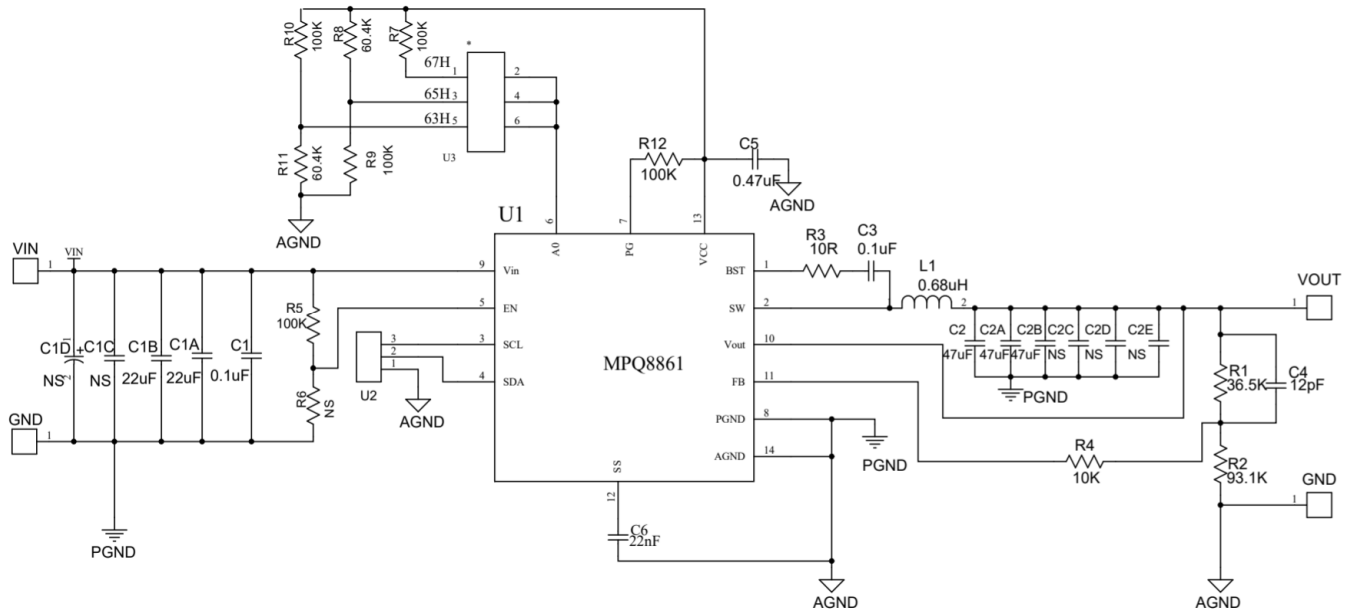 R10
100K
R8
60.4K
R7
100K
*
67H
1
2
65H
3
4
63H
5
6
U3
R11
60.4K
R9
100K
AGND
R12
100K
C5
0.47uF
AGND
U1
6
7
13
A0
PG
VCC
VIN
1
VIN
9
Vin
EN
5
SCL
3
SDA
4
MPQ8861
BST
1
SW
2
Vout
10
FB
11
PGND
8
AGND
14
SS
12
R3
10R
C3
0.1uF
L1
0.68uH
2
VOUT
1
C1D
1
+
NS
2
C1C
NS
C1B
22uF
C1A
22uF
C1
0.1uF
R5
100K
R6
NS
3
2
1
U2
AGND
GND
1
PGND
C2
47uF
C2A
47uF
C2B
47uF
C2C
NS
C2D
NS
C2E
NS
PGND
R1
36.5K
C4
12pF
PGND
R4
10K
R2
93.1K
GND
1
C6
22nF
AGND
AGND